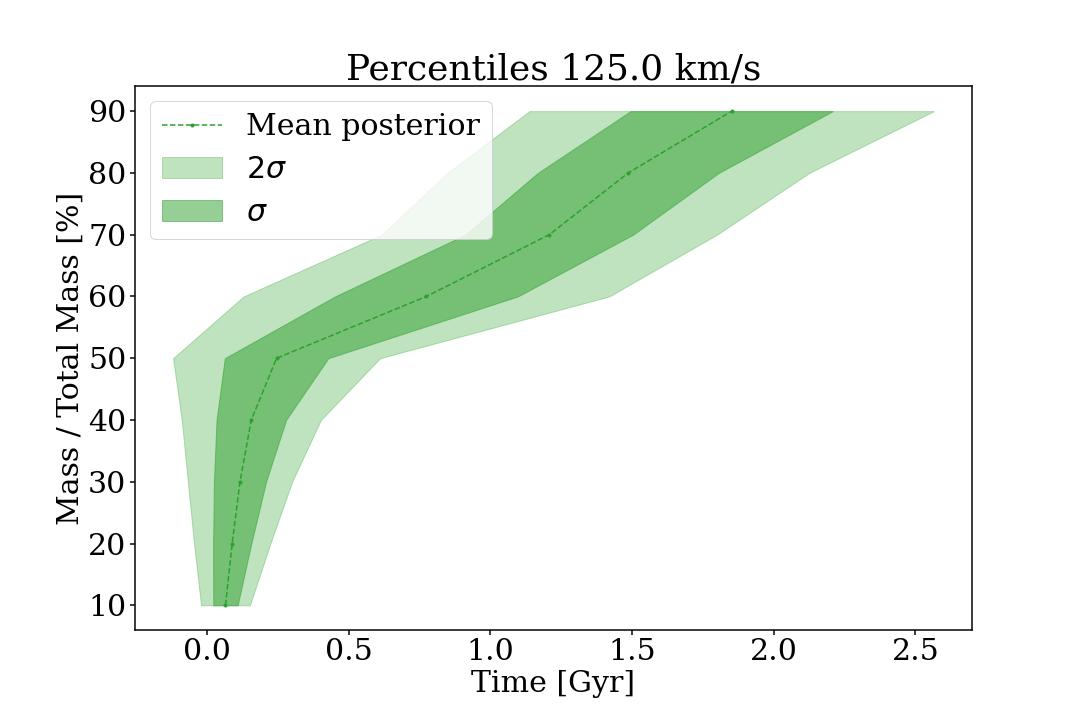 Percentiles 125.0 km/s
Mean posterior
2σ
σ
Mass / Total Mass [%]
90
80
70
60
50
40
30
20
10
0.0 0.5 1.0 1.5 2.0 2.5
Time [Gyr]